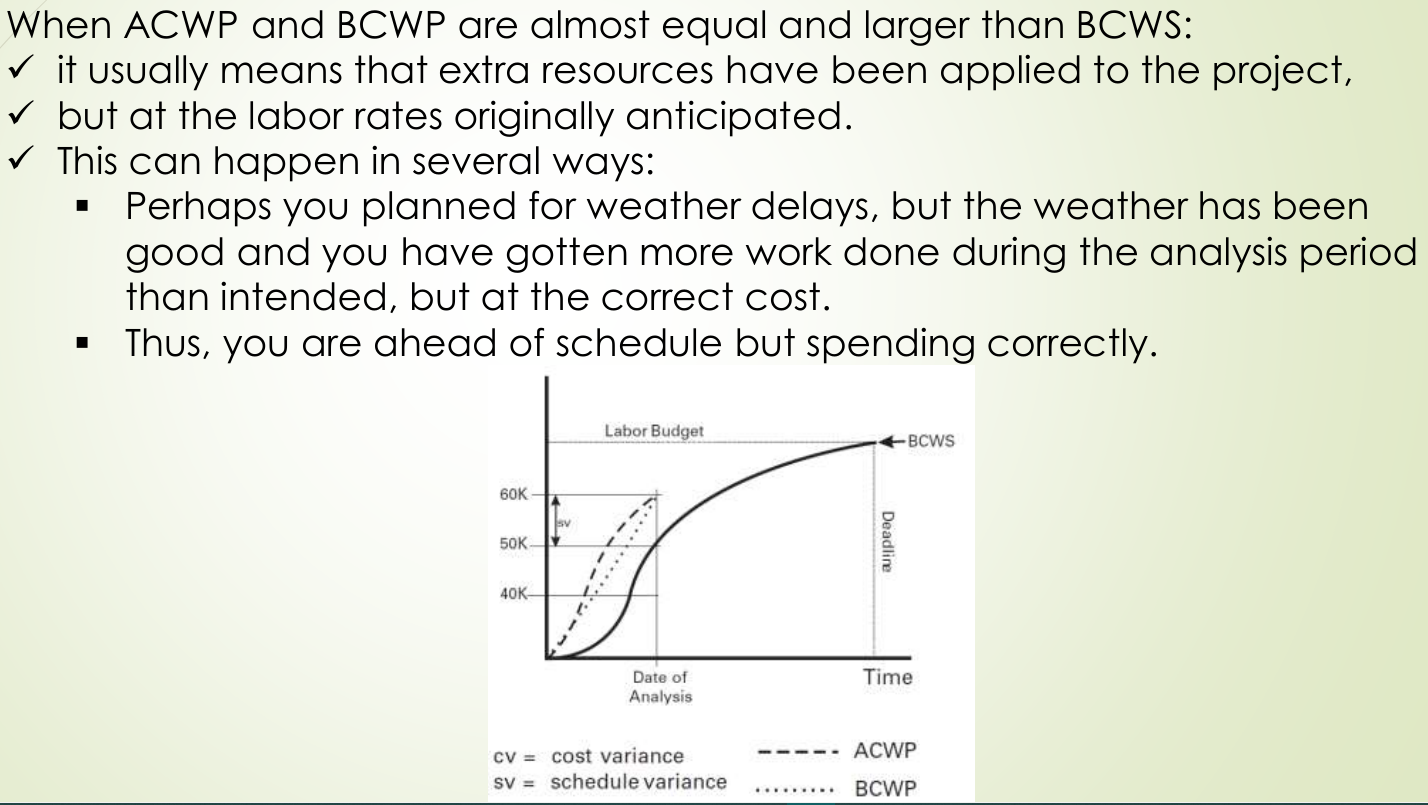 When ACWP and BCWP are almost equal and larger than BCWS:
✓ it usually means that extra resources have been applied to the project,
✓ but at the labor rates originally anticipated.
✓ This can happen in several ways:
▪ Perhaps you planned for weather delays, but the weather has been
good and you have gotten more work done during the analysis period
than intended, but at the correct cost.
▪ Thus, you are ahead of schedule but spending correctly.
Labor Budget
BCWS
60K
sv
50K
Deadline
40K
Date of
Analysis
Time
cv = cost variance
sv = schedule variance
ACWP
BCWP